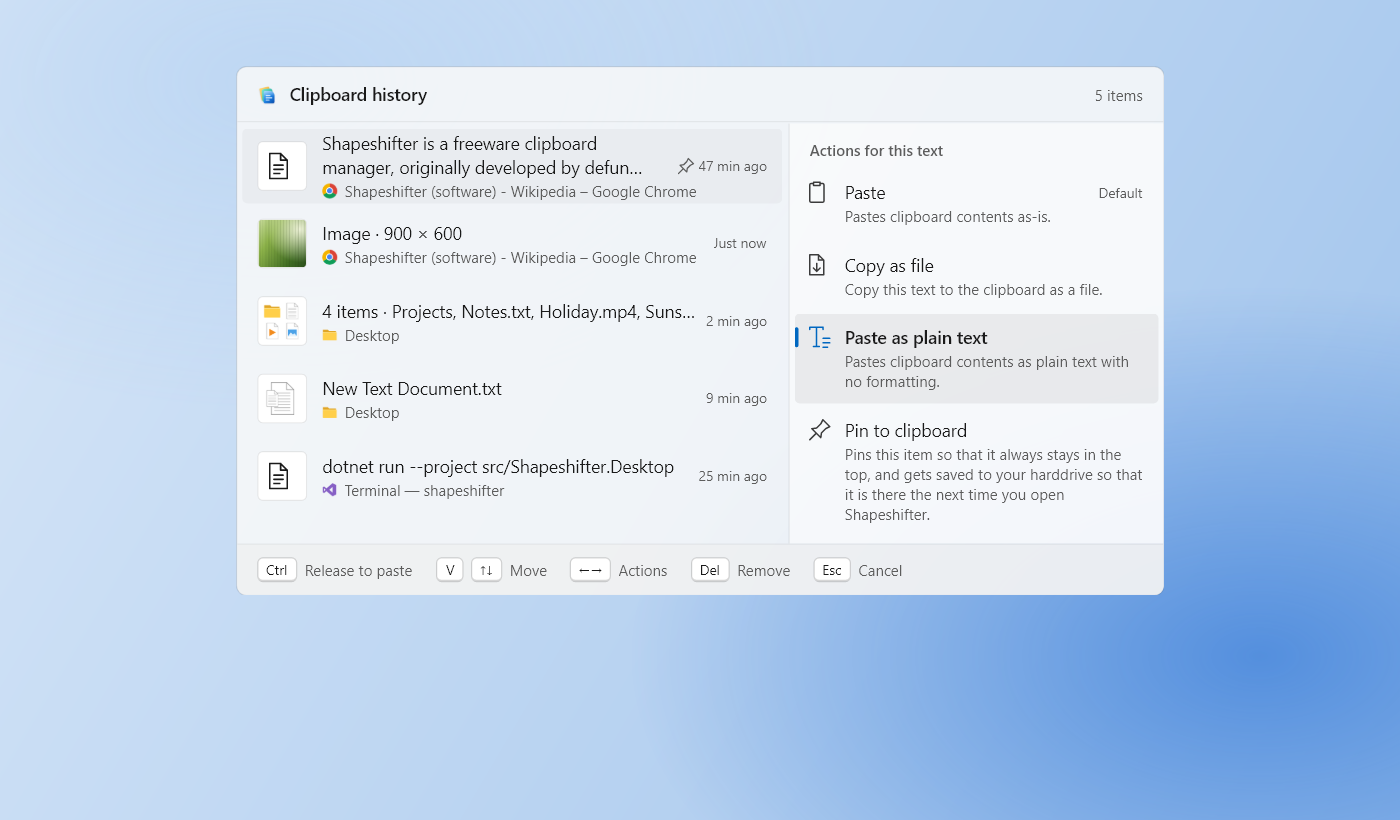 Clipboard history
5 items
Shapeshifter is a freeware clipboard
manager, originally developed by defun...
47 min ago
Shapeshifter (software) - Wikipedia – Google Chrome
Image · 900 × 600
Just now
Shapeshifter (software) - Wikipedia – Google Chrome
4 items · Projects, Notes.txt, Holiday.mp4, Suns...
2 min ago
Desktop
New Text Document.txt
9 min ago
Desktop
dotnet run --project src/Shapeshifter.Desktop
25 min ago
Terminal — shapeshifter
Actions for this text
Paste
Default
Pastes clipboard contents as-is.
Copy as file
Copy this text to the clipboard as a file.
Paste as plain text
Pastes clipboard contents as plain text with
no formatting.
Pin to clipboard
Pins this item so that it always stays in the
top, and gets saved to your harddrive so that
it is there the next time you open
Shapeshifter.
Ctrl Release to paste V ↑↓ Move ←→ Actions Del Remove Esc Cancel